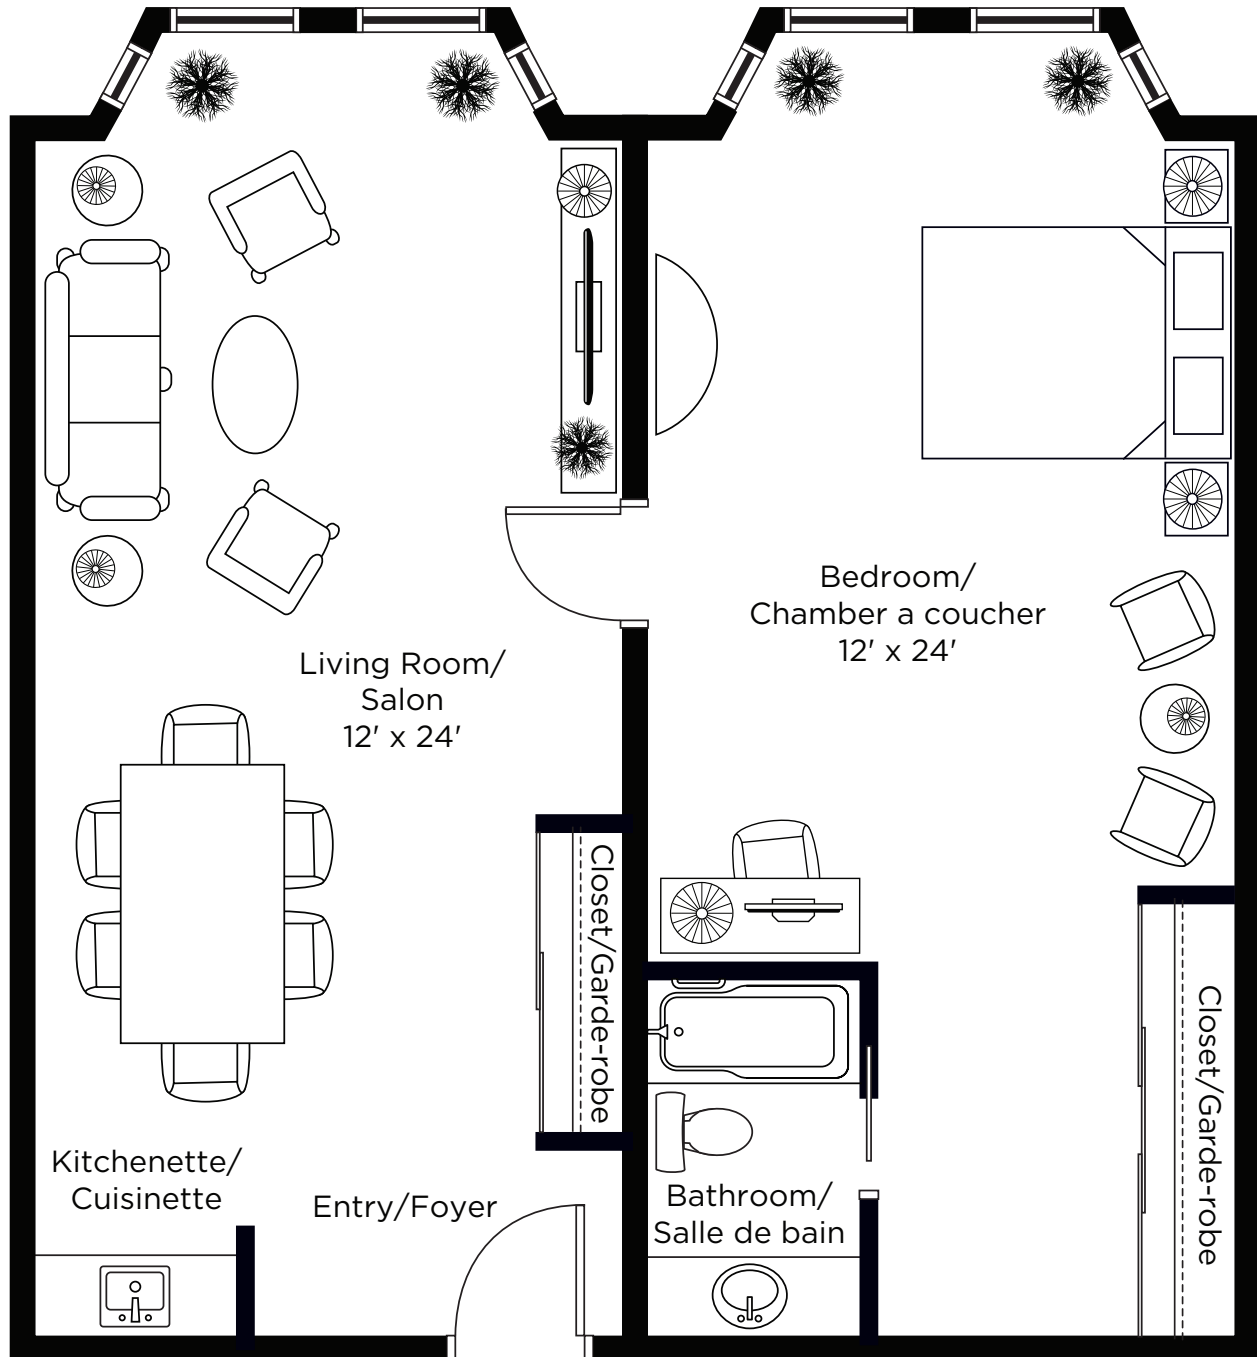 Bedroom/
Chamber a coucher
12' x 24'
Living Room/
Salon
12' x 24'
Closet/Garde-robe
Closet/Garde-robe
Kitchenette/
Cuisinette
Entry/Foyer
Bathroom/
Salle de bain